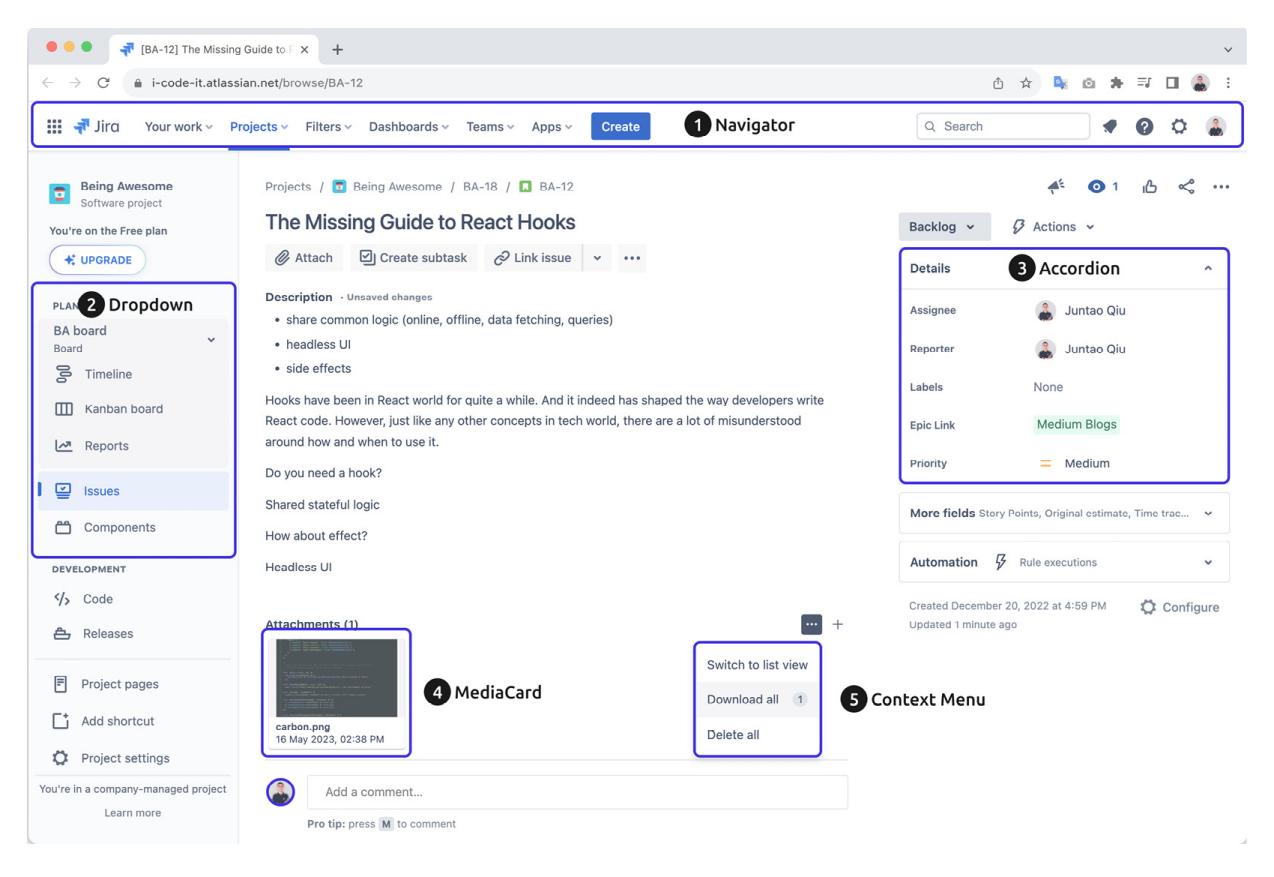 [BA-12] The Missing Guide to R
i-code-it.atlassian.net/browse/BA-12
Jira Your work Projects Filters Dashboards Teams Apps Create 1 Navigator Search
Being Awesome
Software project
You're on the Free plan
UPGRADE
PLAN 2 Dropdown
BA board
Board
Timeline
Kanban board
Reports
Issues
Components
DEVELOPMENT
Code
Releases
Project pages
Add shortcut
Project settings
You're in a company-managed project
Learn more
Projects / Being Awesome / BA-18 / BA-12
The Missing Guide to React Hooks
Attach Create subtask Link issue
Description • Unsaved changes
• share common logic (online, offline, data fetching, queries)
• headless UI
• side effects
Hooks have been in React world for quite a while. And it indeed has shaped the way developers write
React code. However, just like any other concepts in tech world, there are a lot of misunderstood
around how and when to use it.
Do you need a hook?
Shared stateful logic
How about effect?
Headless UI
Attachments (1)
carbon.png
16 May 2023, 02:38 PM
4 MediaCard
Switch to list view
Download all 1
Delete all
5 Context Menu
Add a comment...
Pro tip: press M to comment
1
Backlog Actions
Details 3 Accordion
Assignee Juntao Qiu
Reporter Juntao Qiu
Labels None
Epic Link Medium Blogs
Priority Medium
More fields Story Points, Original estimate, Time trac...
Automation Rule executions
Created December 20, 2022 at 4:59 PM Configure
Updated 1 minute ago